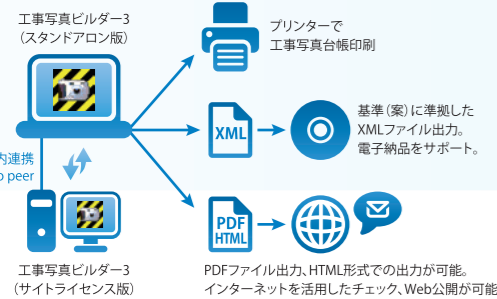 工事写真ビルダー3
（スタンドアロン版）
プリンターで
工事写真台帳印刷
XML
基準（案）に準拠した
XMLファイル出力。
電子納品をサポート。
内連携
o peer
PDF
HTML
工事写真ビルダー3
（サイトライセンス版）
PDFファイル出力、HTML形式での出力が可能。
インターネットを活用したチェック、Web公開が可能